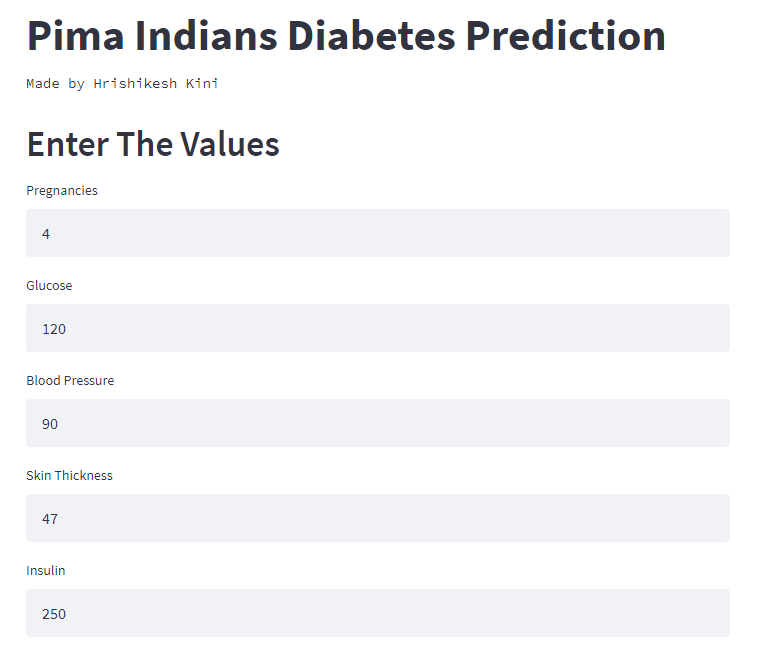 Pima Indians Diabetes Prediction
Made by Hrishikesh Kini
Enter The Values
Pregnancies
4
Glucose
120
Blood Pressure
90
Skin Thickness
47
Insulin
250